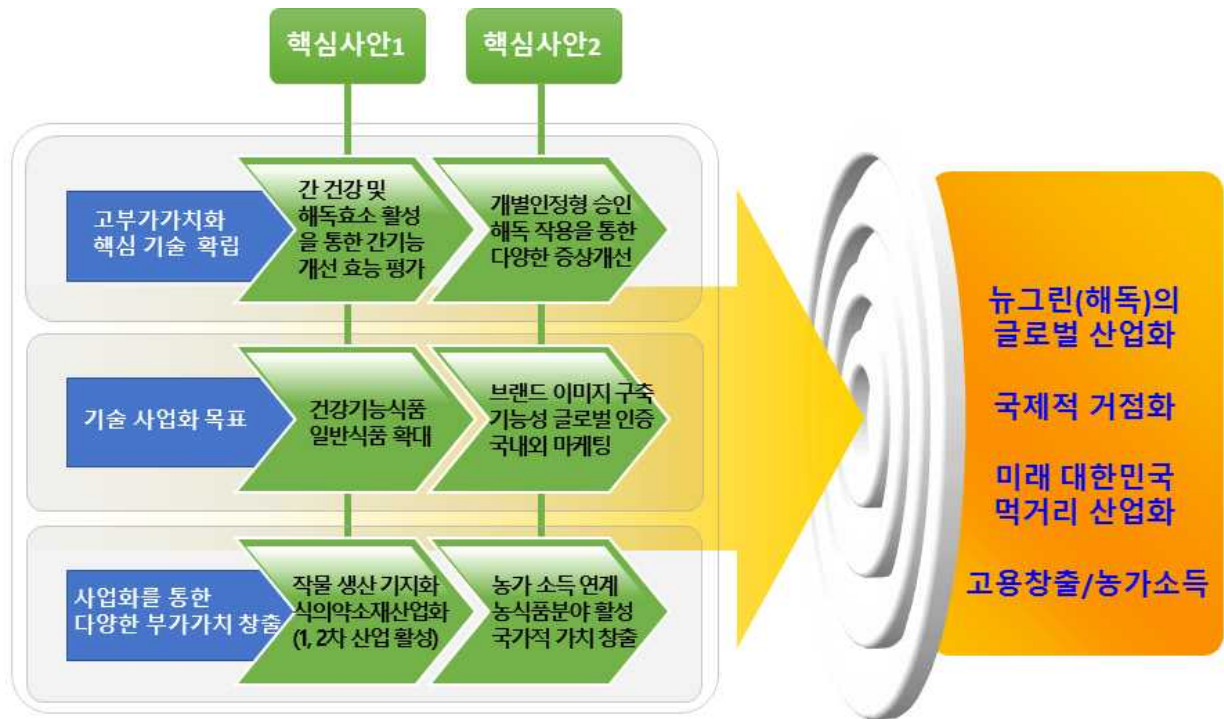 핵심사안1
핵심사안2
고부가가치화
핵심 기술 확립
간 건강 및
해독효소 활성
을 통한 간기능
개선 효능 평가
개별인정형 승인
해독 작용을 통한
다양한 증상개선
기술 사업화 목표
건강기능식품
일반식품 확대
브랜드 이미지 구축
기능성 글로벌 인증
국내외 마케팅
사업화를 통한
다양한 부가가치 창출
작물 생산 기지화
식의약소재산업화
(1, 2차 산업 활성)
농가 소득 연계
농식품분야 활성
국가적 가치 창출
뉴그린(해독)의
글로벌 산업화
국제적 거점화
미래 대한민국
먹거리 산업화
고용창출/농가소득